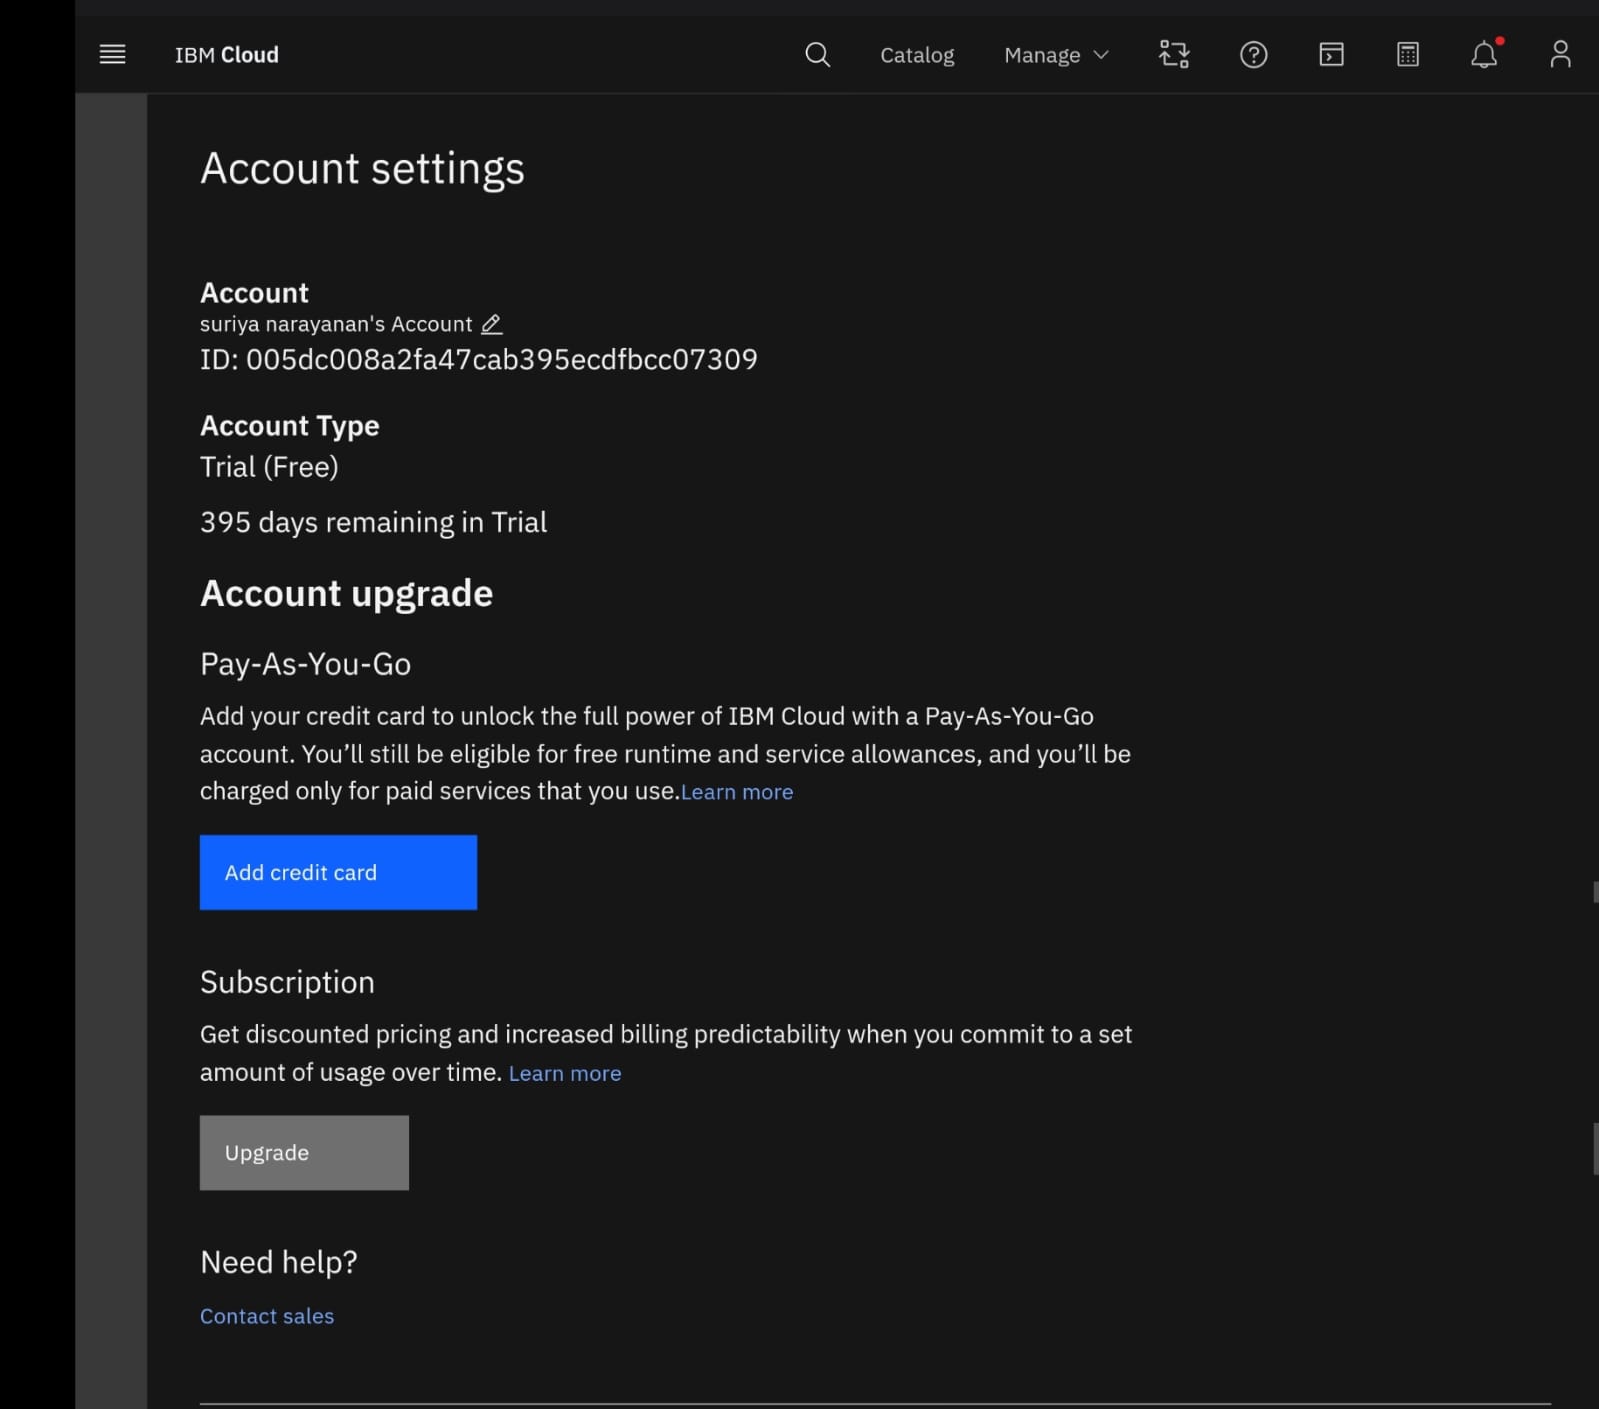 IBM Cloud
Catalog
Manage
Account settings
Account
suriya narayanan's Account
ID: 005dc008a2fa47cab395ecdfbcc07309
Account Type
Trial (Free)
395 days remaining in Trial
Account upgrade
Pay-As-You-Go
Add your credit card to unlock the full power of IBM Cloud with a Pay-As-You-Go
account. You’ll still be eligible for free runtime and service allowances, and you’ll be
charged only for paid services that you use.Learn more
Add credit card
Subscription
Get discounted pricing and increased billing predictability when you commit to a set
amount of usage over time. Learn more
Upgrade
Need help?
Contact sales